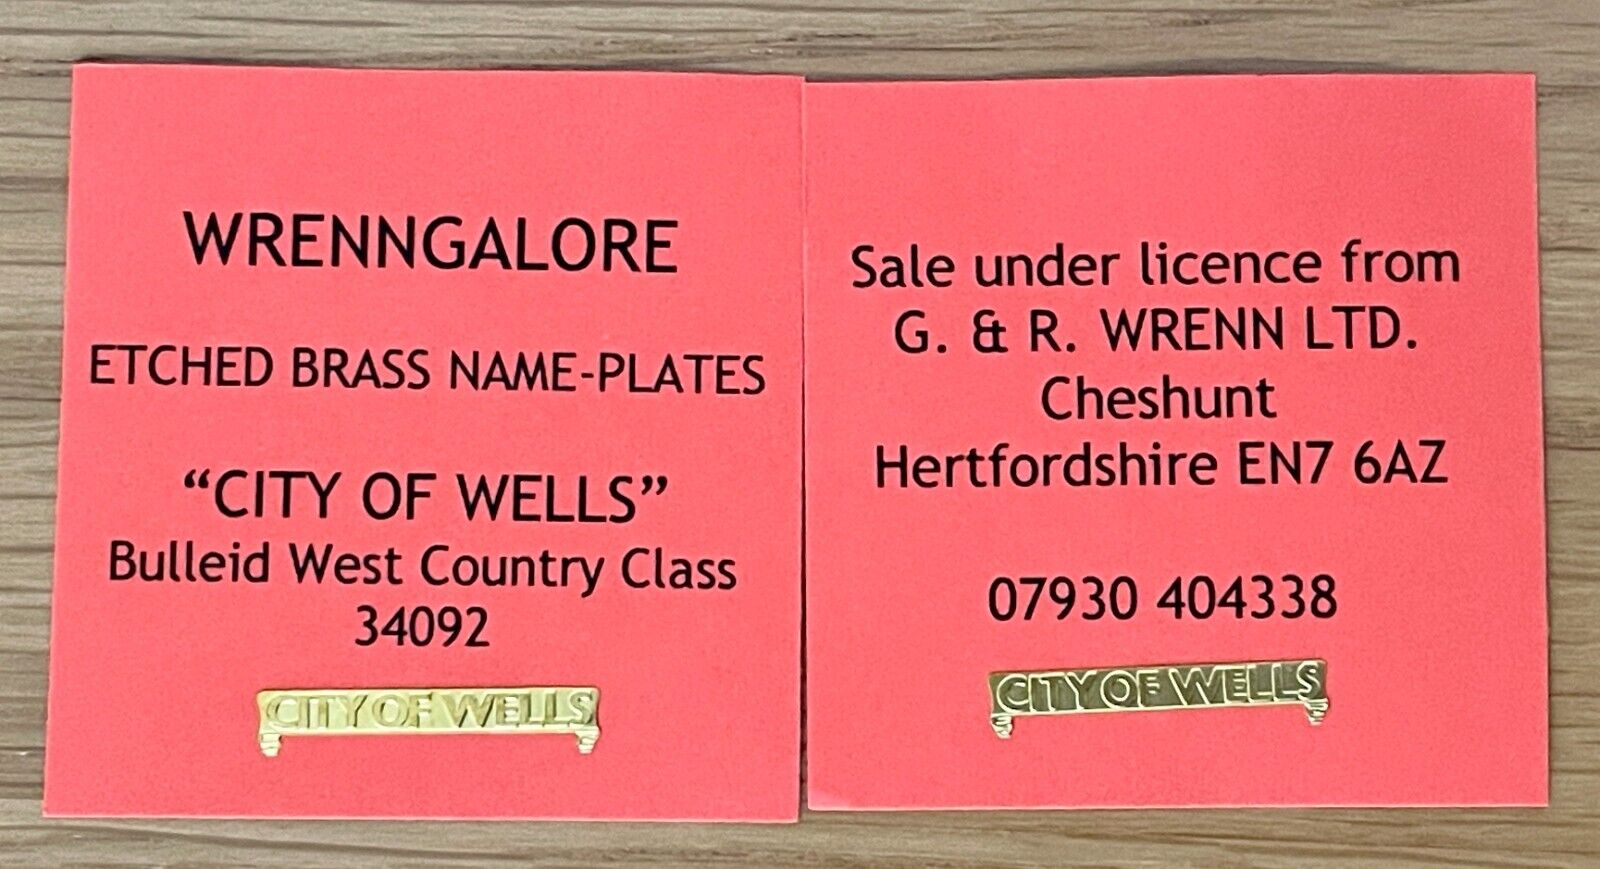 WRENNGALORE
ETCHED BRASS NAME-PLATES
“CITY OF WELLS”
Bulleid West Country Class
34092
CITY OF WELLS
Sale under licence from
G. & R. WRENN LTD.
Cheshunt
Hertfordshire EN7 6AZ
07930 404338
CITY OF WELLS